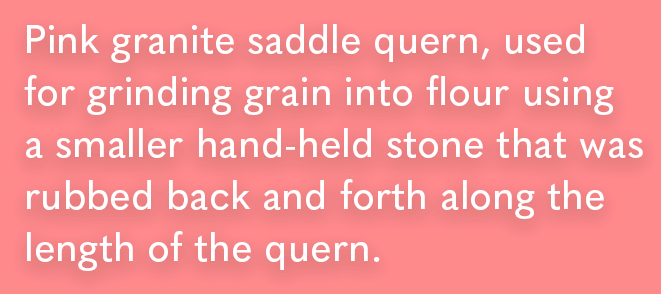 Pink granite saddle quern, used
for grinding grain into flour using
a smaller hand-held stone that was
rubbed back and forth along the
length of the quern.